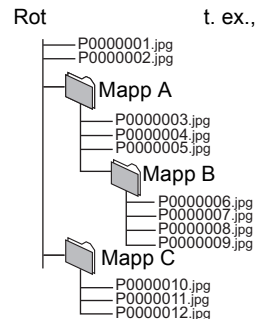 Rot t. ex.,
P0000001.jpg
P0000002.jpg
Mapp A
P0000003.jpg
P0000004.jpg
P0000005.jpg
Mapp B
P0000006.jpg
P0000007.jpg
P0000008.jpg
P0000009.jpg
Mapp C
P0000010.jpg
P0000011.jpg
P0000012.jpg